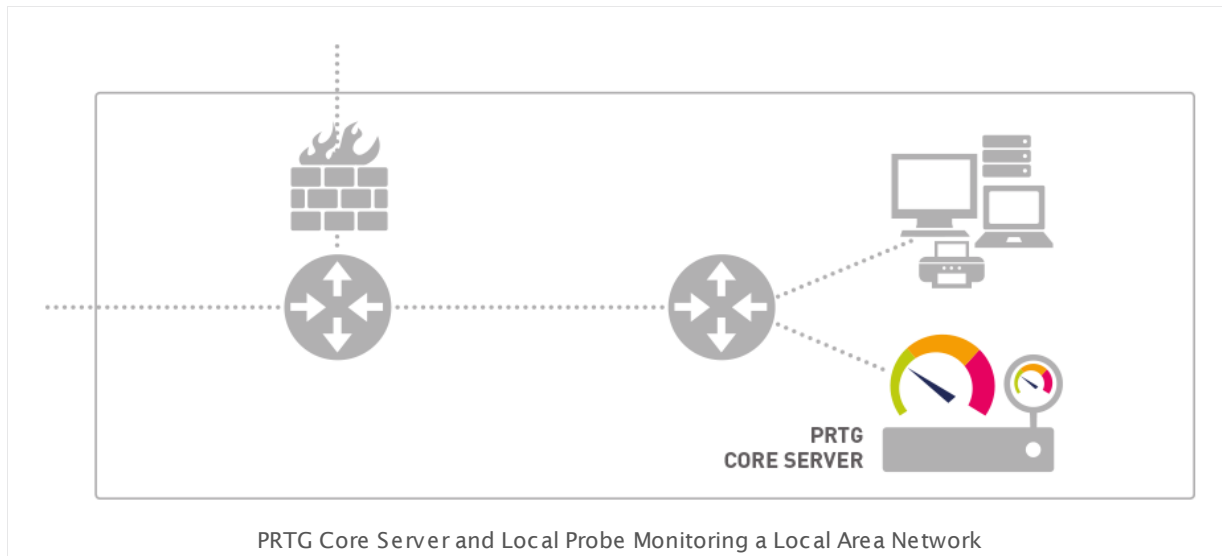 PRTG
CORE SERVER
PRTG Core Server and Local Probe Monitoring a Local Area Network